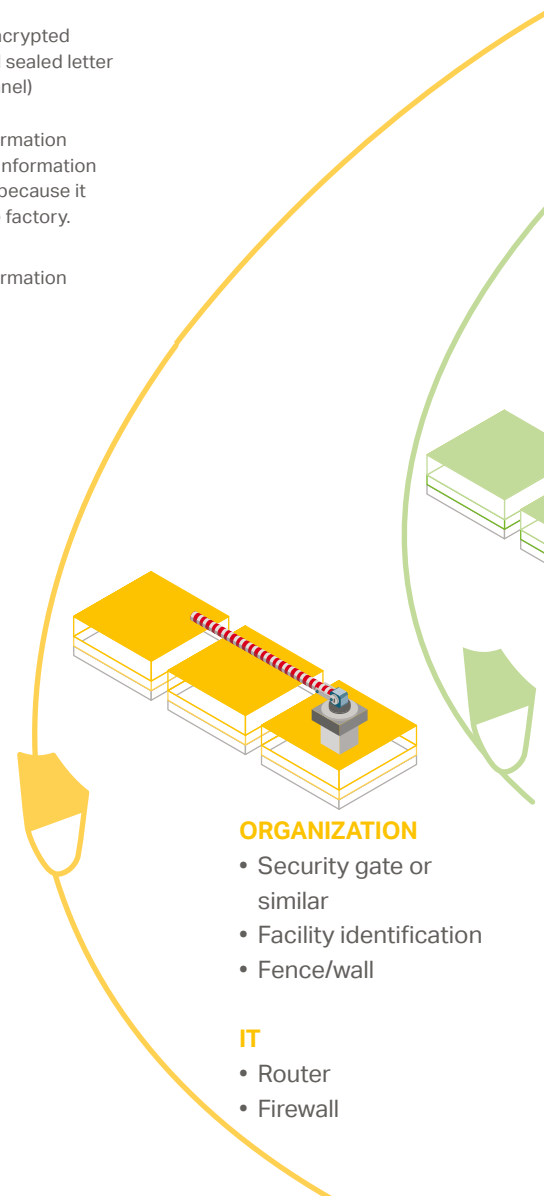 ncrypted
sealed letter
nel)
rmation
nformation
because it
factory.
rmation
ORGANIZATION
• Security gate or
similar
• Facility identification
• Fence/wall
IT
• Router
• Firewall